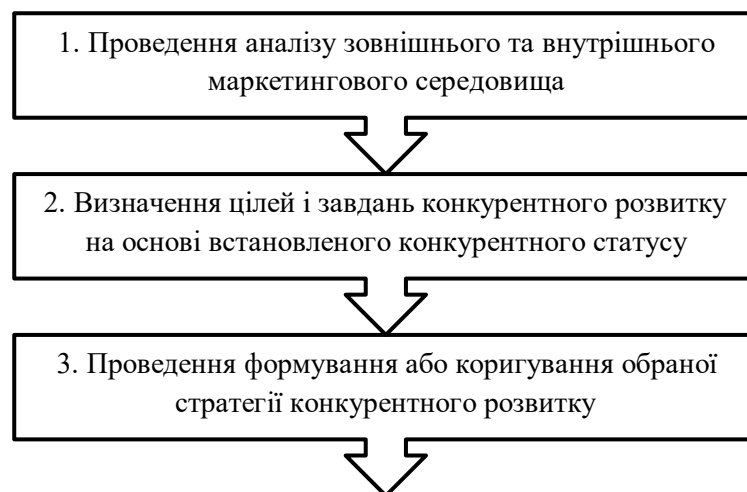 1. Проведення аналізу зовнішнього та внутрішнього
маркетингового середовища
2. Визначення цілей і завдань конкурентного розвитку
на основі встановленого конкурентного статусу
3. Проведення формування або коригування обраної
стратегії конкурентного розвитку